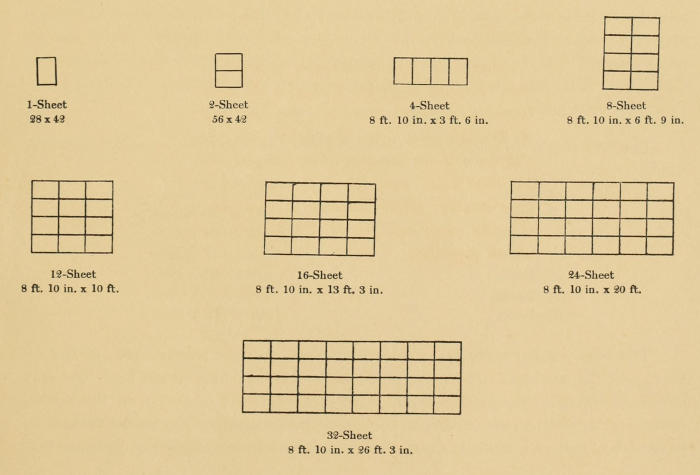 1-Sheet
28 x 42
2-Sheet
56 x 42
4-Sheet
8 ft. 10 in. x 3 ft. 6 in.
8-Sheet
8 ft. 10 in. x 6 ft. 9 in.
12-Sheet
8 ft. 10 in. x 10 ft.
16-Sheet
8 ft. 10 in. x 13 ft. 3 in.
24-Sheet
8 ft. 10 in. x 20 ft.
32-Sheet
8 ft. 10 in. x 26 ft. 3 in.